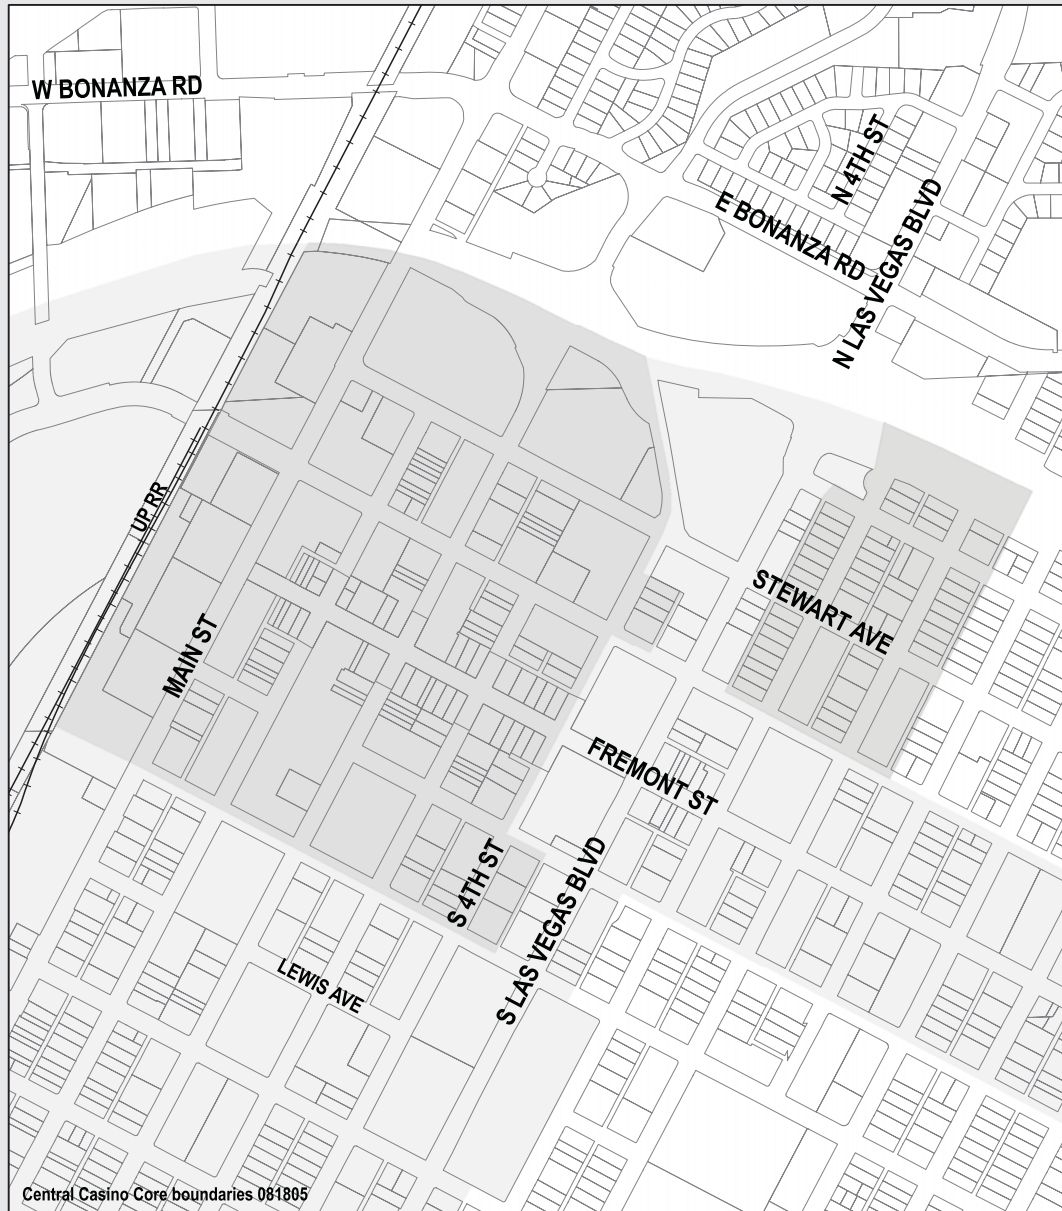 W BONANZA RD
N 4TH ST
E BONANZA RD
N LAS VEGAS BLVD
UP RR
STEWART AVE
MAIN ST
FREMONT ST
S 4TH ST
S LAS VEGAS BLVD
LEWIS AVE
Central Casino Core boundaries 081805